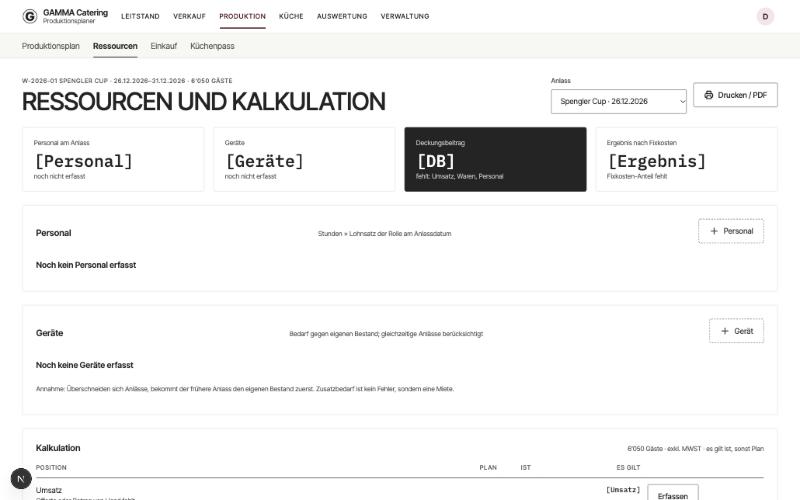 G GAMMA Catering
Produktionsplaner
LEITSTAND VERKAUF PRODUKTION KÜCHE AUSWERTUNG VERWALTUNG
D
Produktionsplan Ressourcen Einkauf Küchenpass
W-2026-01 SPENGLER CUP · 26.12.2026–31.12.2026 · 6'050 GÄSTE
RESSOURCEN UND KALKULATION
Anlass
Spengler Cup · 26.12.2026
Drucken / PDF
Personal am Anlass
[Personal]
noch nicht erfasst
Geräte
[Geräte]
noch nicht erfasst
Deckungsbeitrag
[DB]
fehlt: Umsatz, Waren, Personal
Ergebnis nach Fixkosten
[Ergebnis]
Fixkosten-Anteil fehlt
Personal
Stunden × Lohnsatz der Rolle am Anlassdatum
+ Personal
Noch kein Personal erfasst
Geräte
Bedarf gegen eigenen Bestand; gleichzeitige Anlässe berücksichtigt
+ Gerät
Noch keine Geräte erfasst
Annahme: Überschneiden sich Anlässe, bekommt der frühere Anlass den eigenen Bestand zuerst. Zusatzbedarf ist kein Fehler, sondern eine Miete.
Kalkulation
6'050 Gäste · exkl. MWST · es gilt ist, sonst Plan
POSITION PLAN IST ES GILT
Umsatz
[Umsatz]
Erfassen
N